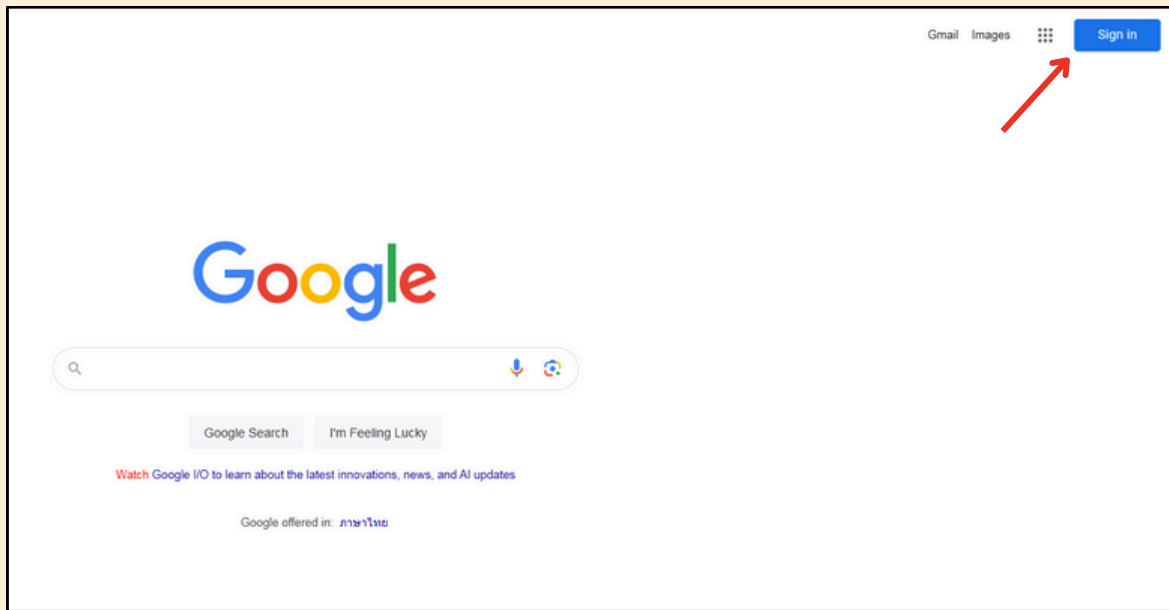 Gmail Images Sign in
Google
Google Search I'm Feeling Lucky
Watch Google I/O to learn about the latest innovations, news, and AI updates
Google offered in: ภาษาไทย